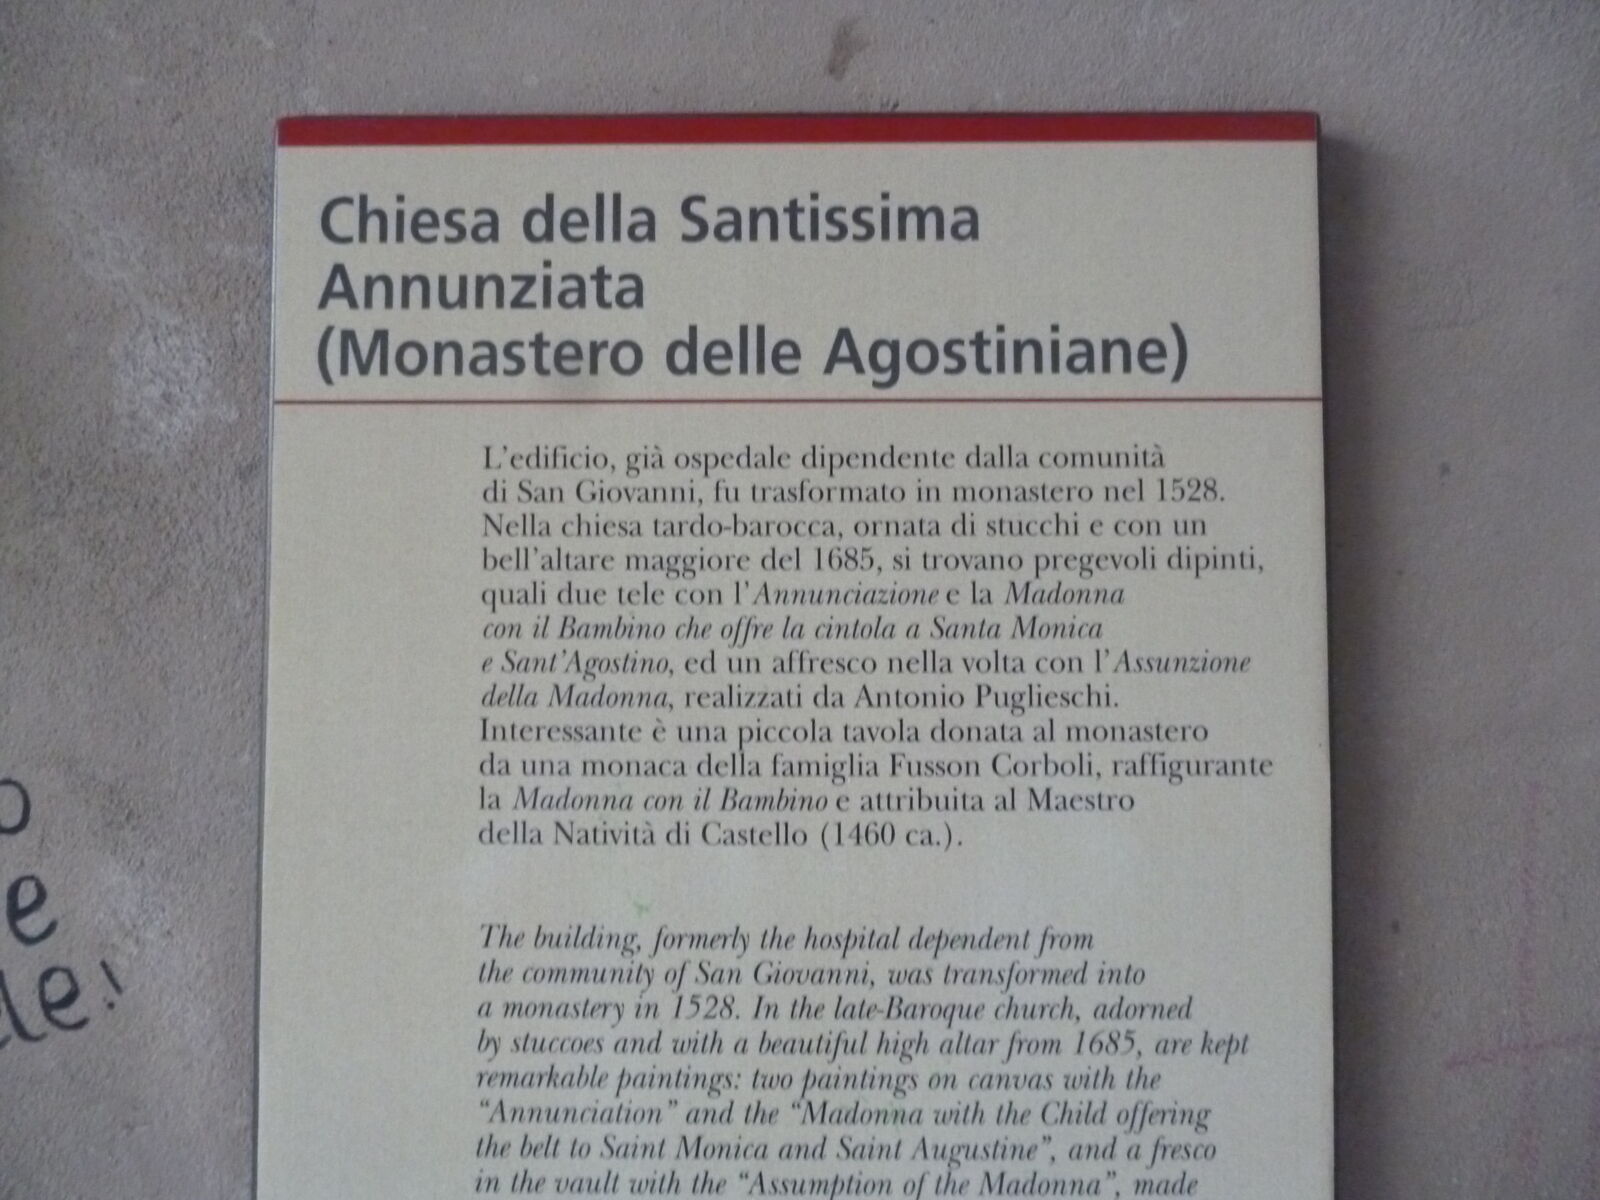 Chiesa della Santissima
Annunziata
(Monastero delle Agostiniane)
L'edificio, già ospedale dipendente dalla comunità
di San Giovanni, fu trasformato in monastero nel 1528.
Nella chiesa tardo-barocca, ornata di stucchi e con un
bell'altare maggiore del 1685, si trovano pregevoli dipinti,
quali due tele con l'Annunciazione e la Madonna
con il Bambino che offre la cintola a Santa Monica
e Sant'Agostino, ed un affresco nella volta con l'Assunzione
della Madonna, realizzati da Antonio Puglieschi.
Interessante è una piccola tavola donata al monastero
da una monaca della famiglia Fusson Corboli, raffigurante
la Madonna con il Bambino e attribuita al Maestro
della Natività di Castello (1460 ca.).
The building, formerly the hospital dependent from
the community of San Giovanni, was transformed into
a monastery in 1528. In the late-Baroque church, adorned
by stuccoes and with a beautiful high altar from 1685, are kept
remarkable paintings: two paintings on canvas with the
"Annunciation" and the "Madonna with the Child offering
the belt to Saint Monica and Saint Augustine", and a fresco
in the vault with the "Assumption of the Madonna", made